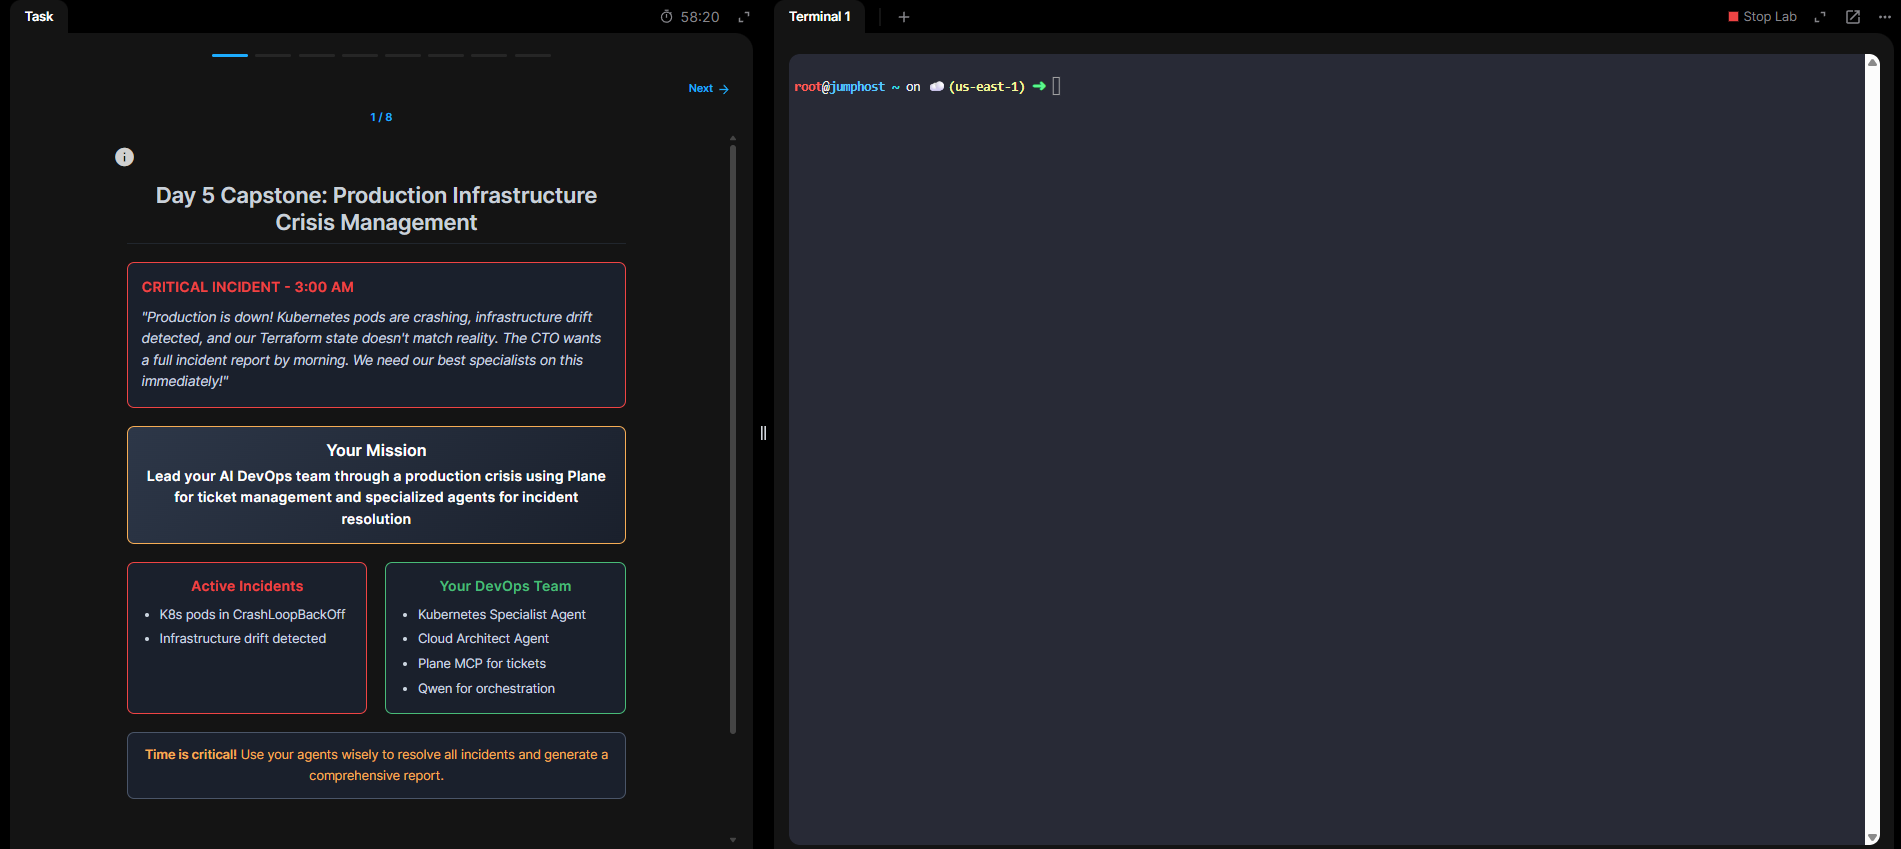 Task
58:20
Next →
1 / 8
Day 5 Capstone: Production Infrastructure
Crisis Management
CRITICAL INCIDENT - 3:00 AM
"Production is down! Kubernetes pods are crashing, infrastructure drift
detected, and our Terraform state doesn't match reality. The CTO wants
a full incident report by morning. We need our best specialists on this
immediately!"
Your Mission
Lead your AI DevOps team through a production crisis using Plane
for ticket management and specialized agents for incident
resolution
Active Incidents
• K8s pods in CrashLoopBackOff
• Infrastructure drift detected
Your DevOps Team
• Kubernetes Specialist Agent
• Cloud Architect Agent
• Plane MCP for tickets
• Qwen for orchestration
Time is critical! Use your agents wisely to resolve all incidents and generate a
comprehensive report.
Terminal 1
Stop Lab
root@jumphost ~ on ☁️ (us-east-1) ➜